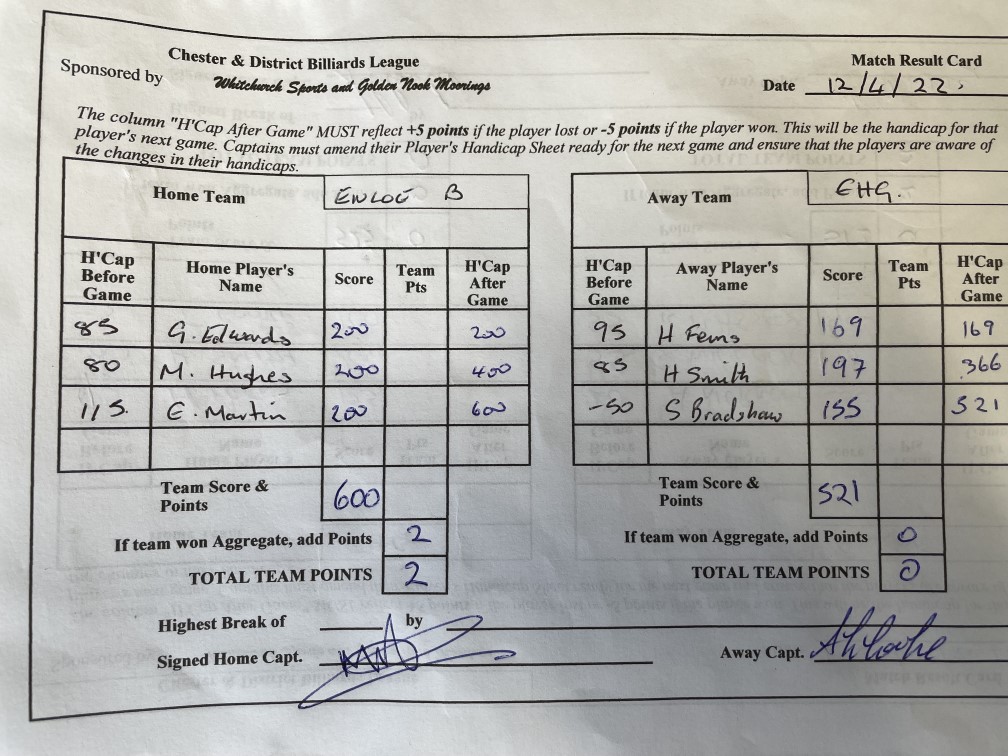 Chester & District Billiards League
Sponsored by Whitchurch Sports and Golden Nook Moorings
Match Result Card
Date 12/4/22.
The column "H'Cap After Game" MUST reflect +5 points if the player lost or -5 points if the player won. This will be the handicap for that
player's next game. Captains must amend their Player's Handicap Sheet ready for the next game and ensure that the players are aware of
the changes in their handicaps.
Home Team EWLOE B
H'Cap Before Game Home Player's Name Score Team Pts H'Cap After Game
85 G. Edwards 200 200
80 M. Hughes 200 400
115. E. Martin 200 600
Team Score & Points 600
If team won Aggregate, add Points 2
TOTAL TEAM POINTS 2
Away Team EHG.
H'Cap Before Game Away Player's Name Score Team Pts H'Cap After Game
95 H Ferns 169 169
85 H Smith 197 366
-50 S Bradshaw 155 521
Team Score & Points 521
If team won Aggregate, add Points 0
TOTAL TEAM POINTS 0
Highest Break of by
Signed Home Capt.
Away Capt.